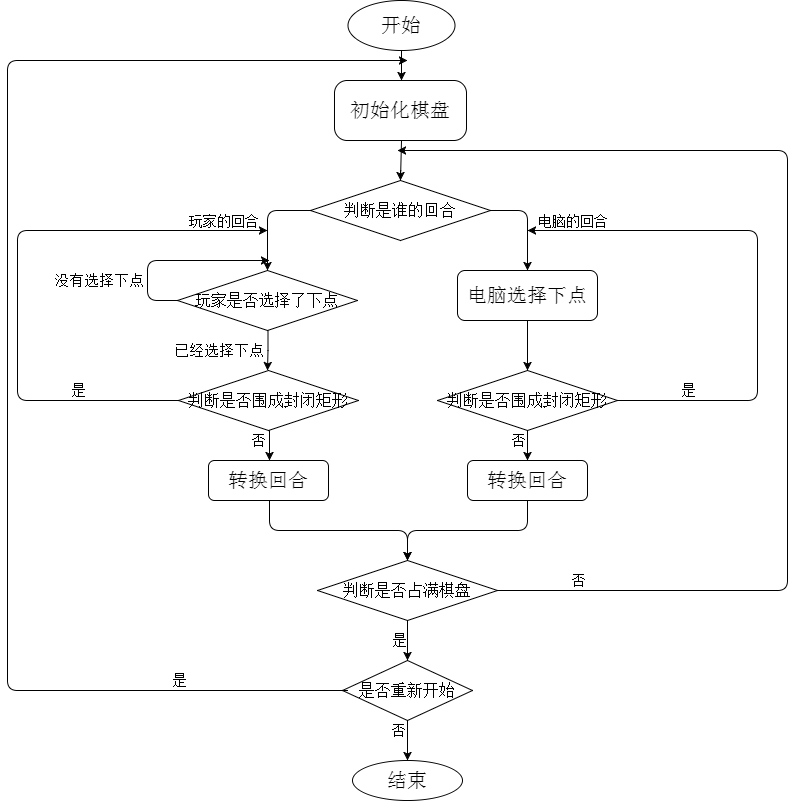 开始
初始化棋盘
判断是谁的回合
玩家的回合
电脑的回合
没有选择下点
玩家是否选择了下点
电脑选择下点
已经选择下点
是
判断是否围成封闭矩形
判断是否围成封闭矩形
是
否
否
转换回合
转换回合
判断是否占满棋盘
否
是
是
是否重新开始
否
结束